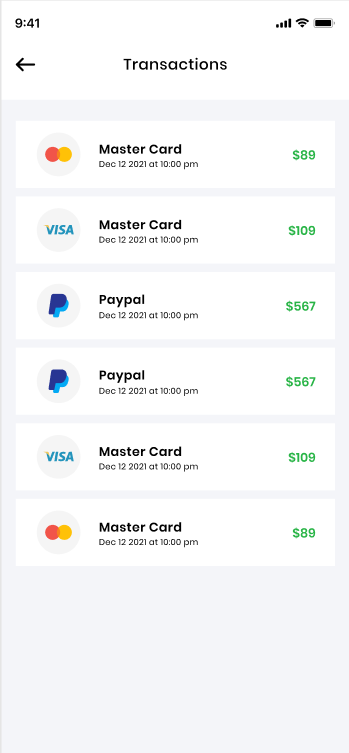 9:41
Transactions
Master Card
Dec 12 2021 at 10:00 pm
$89
VISA
Master Card
Dec 12 2021 at 10:00 pm
$109
Paypal
Dec 12 2021 at 10:00 pm
$567
Paypal
Dec 12 2021 at 10:00 pm
$567
VISA
Master Card
Dec 12 2021 at 10:00 pm
$109
Master Card
Dec 12 2021 at 10:00 pm
$89